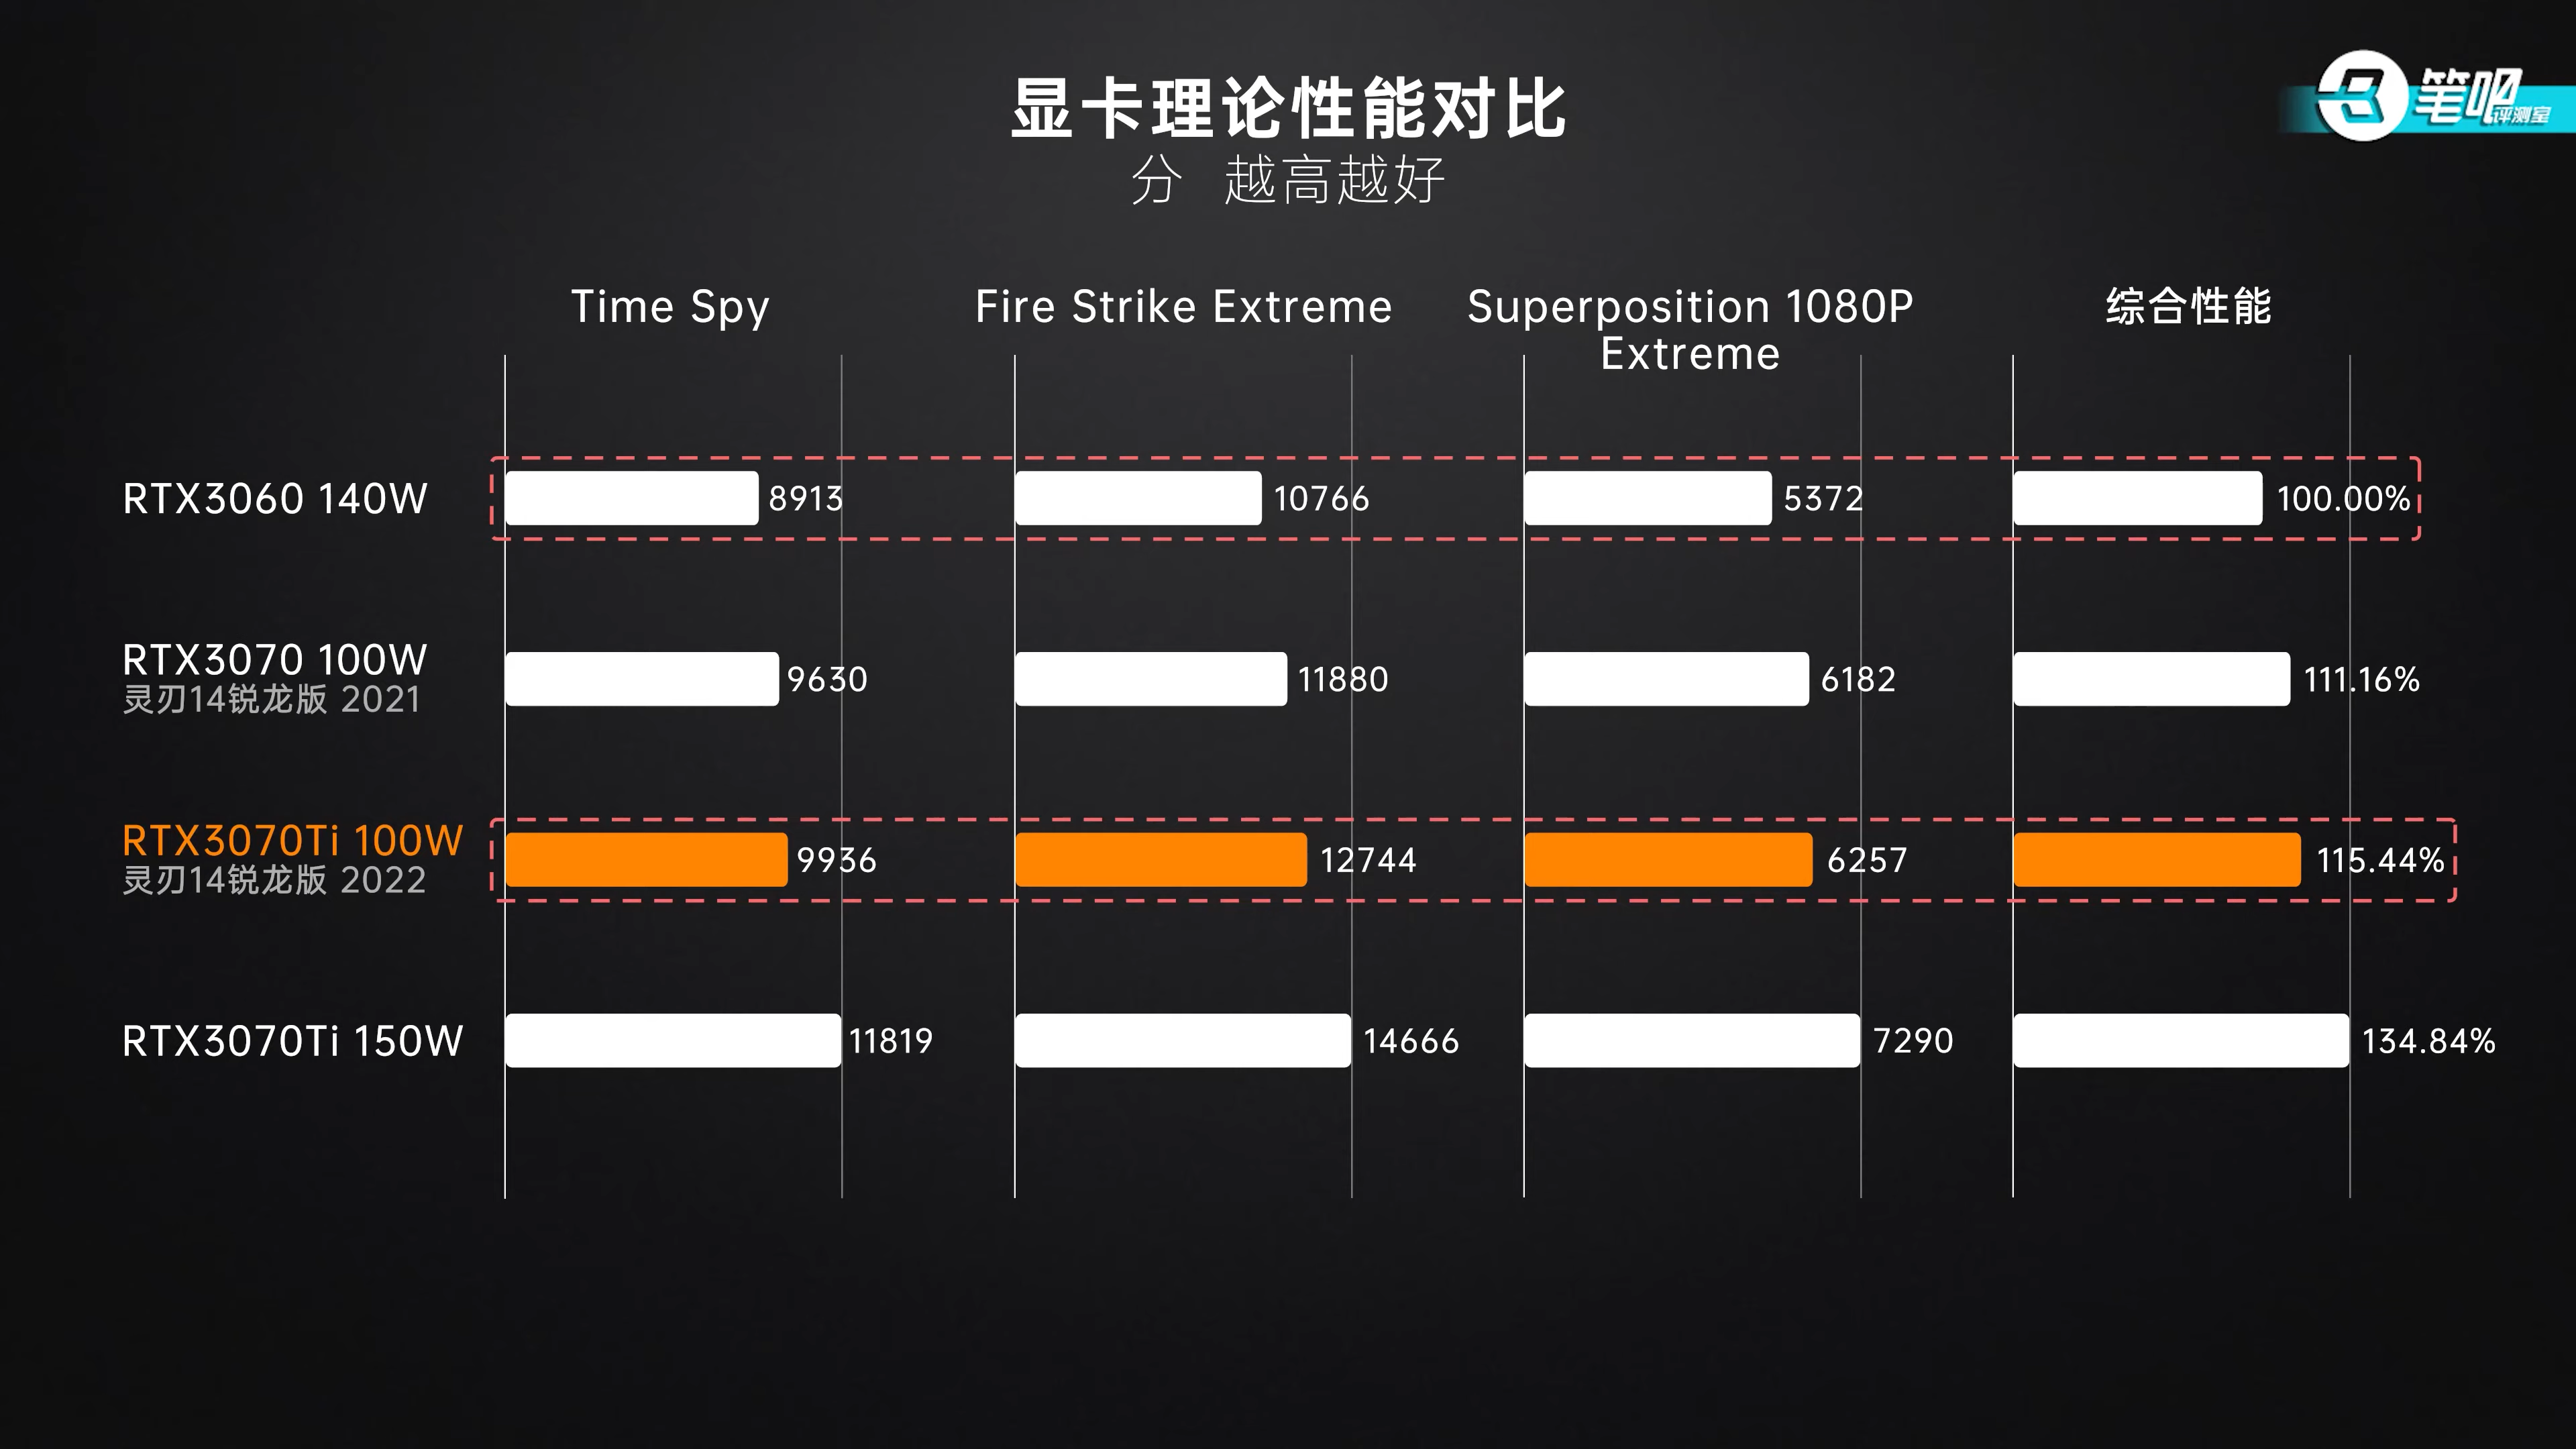 显卡理论性能对比
分 越高越好
笔吧评测室
Time Spy
Fire Strike Extreme
Superposition 1080P
Extreme
综合性能
RTX3060 140W
8913
10766
5372
100.00%
RTX3070 100W
灵刃14锐龙版 2021
9630
11880
6182
111.16%
RTX3070Ti 100W
灵刃14锐龙版 2022
9936
12744
6257
115.44%
RTX3070Ti 150W
11819
14666
7290
134.84%